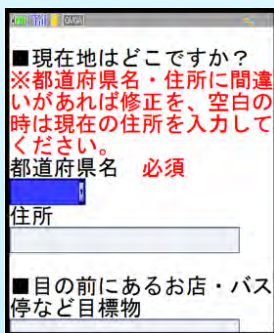 ■現在地はどこですか？
※都道府県名・住所に間違
いがあれば修正を、空白の
時は現在の住所を入力して
ください。
都道府県名　必須
住所
■目の前にあるお店・バス
停など目標物